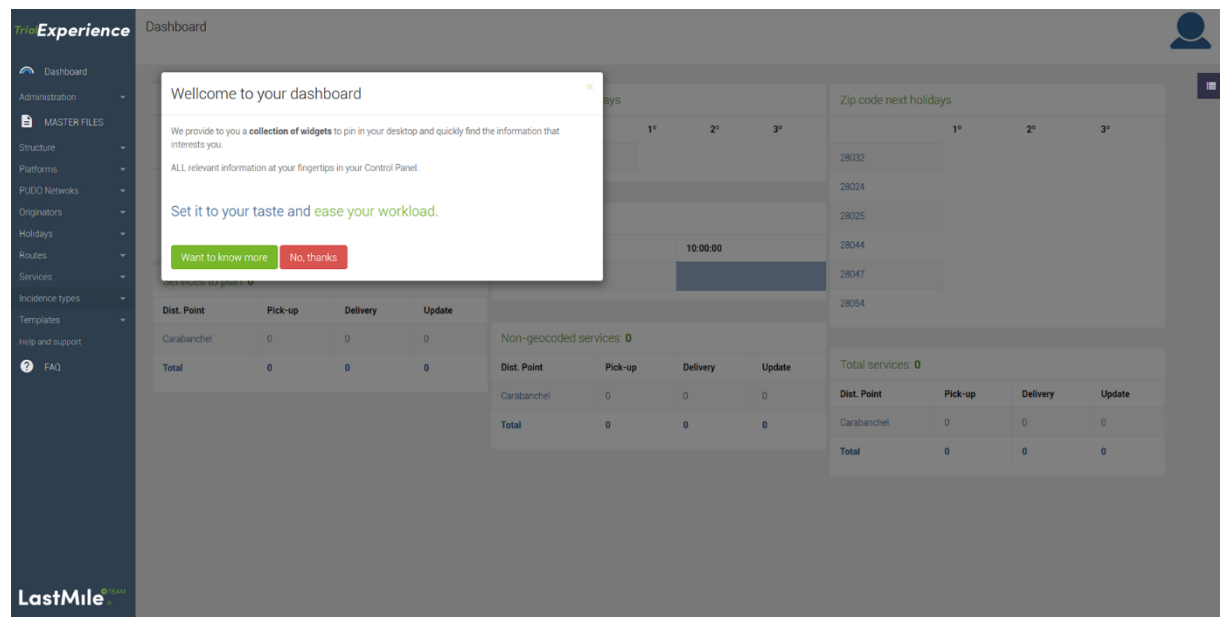 TrialExperience
Dashboard
Dashboard
Administration
MASTER FILES
Structure
Platforms
PUDO Netwoks
Originators
Holidays
Routes
Services
Incidence types
Templates
Help and support
FAQ
LastMile TEAM
Wellcome to your dashboard
×
We provide to you a collection of widgets to pin in your desktop and quickly find the information that
interests you.
ALL relevant information at your fingertips in your Control Panel.
Set it to your taste and ease your workload.
Want to know more No, thanks
Services to plan: 0
Dist. Point Pick-up Delivery Update
Carabanchel 0 0 0
Total 0 0 0
ays
1º 2º 3º
10:00:00
Non-geocoded services: 0
Dist. Point Pick-up Delivery Update
Carabanchel 0 0 0
Total 0 0 0
Zip code next holidays
1º 2º 3º
28032
28024
28025
28044
28047
28054
Total services: 0
Dist. Point Pick-up Delivery Update
Carabanchel 0 0 0
Total 0 0 0